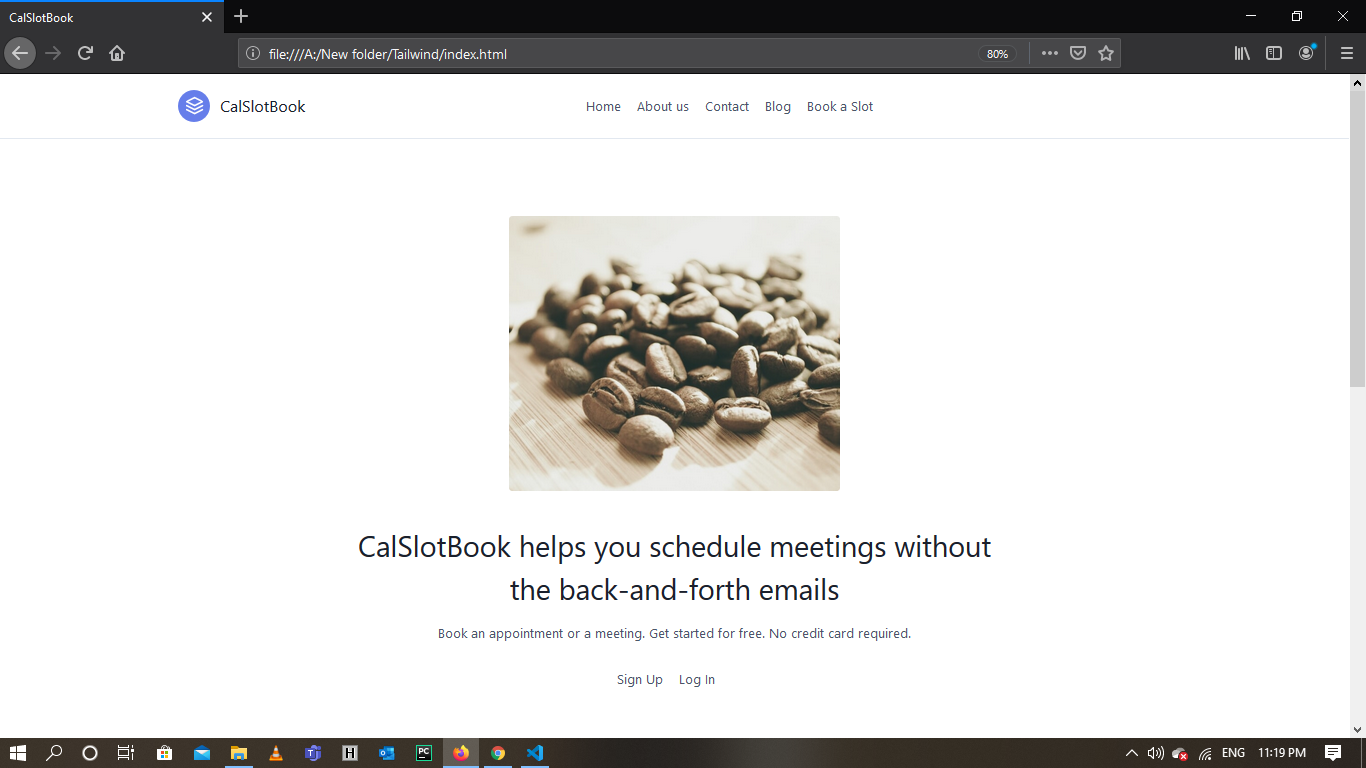 CalSlotBook
file:///A:/New folder/Tailwind/index.html
80%
CalSlotBook
Home About us Contact Blog Book a Slot
CalSlotBook helps you schedule meetings without
the back-and-forth emails
Book an appointment or a meeting. Get started for free. No credit card required.
Sign Up Log In
H PC ENG 11:19 PM